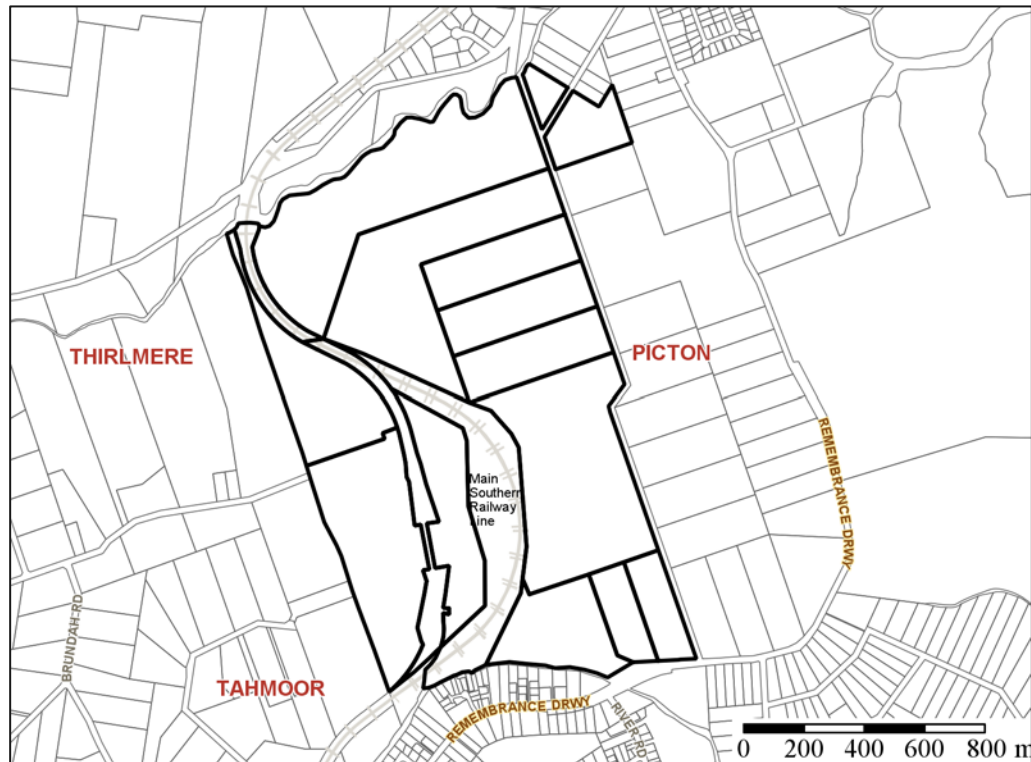 THIRLMERE
PICTON
REMEMBRANCE DRWY
Main
Southern
Railway
Line
BRUNDAH RD
TAHMOOR
REMEMBRANCE DRWY
RIVER RD
0 200 400 600 800 m